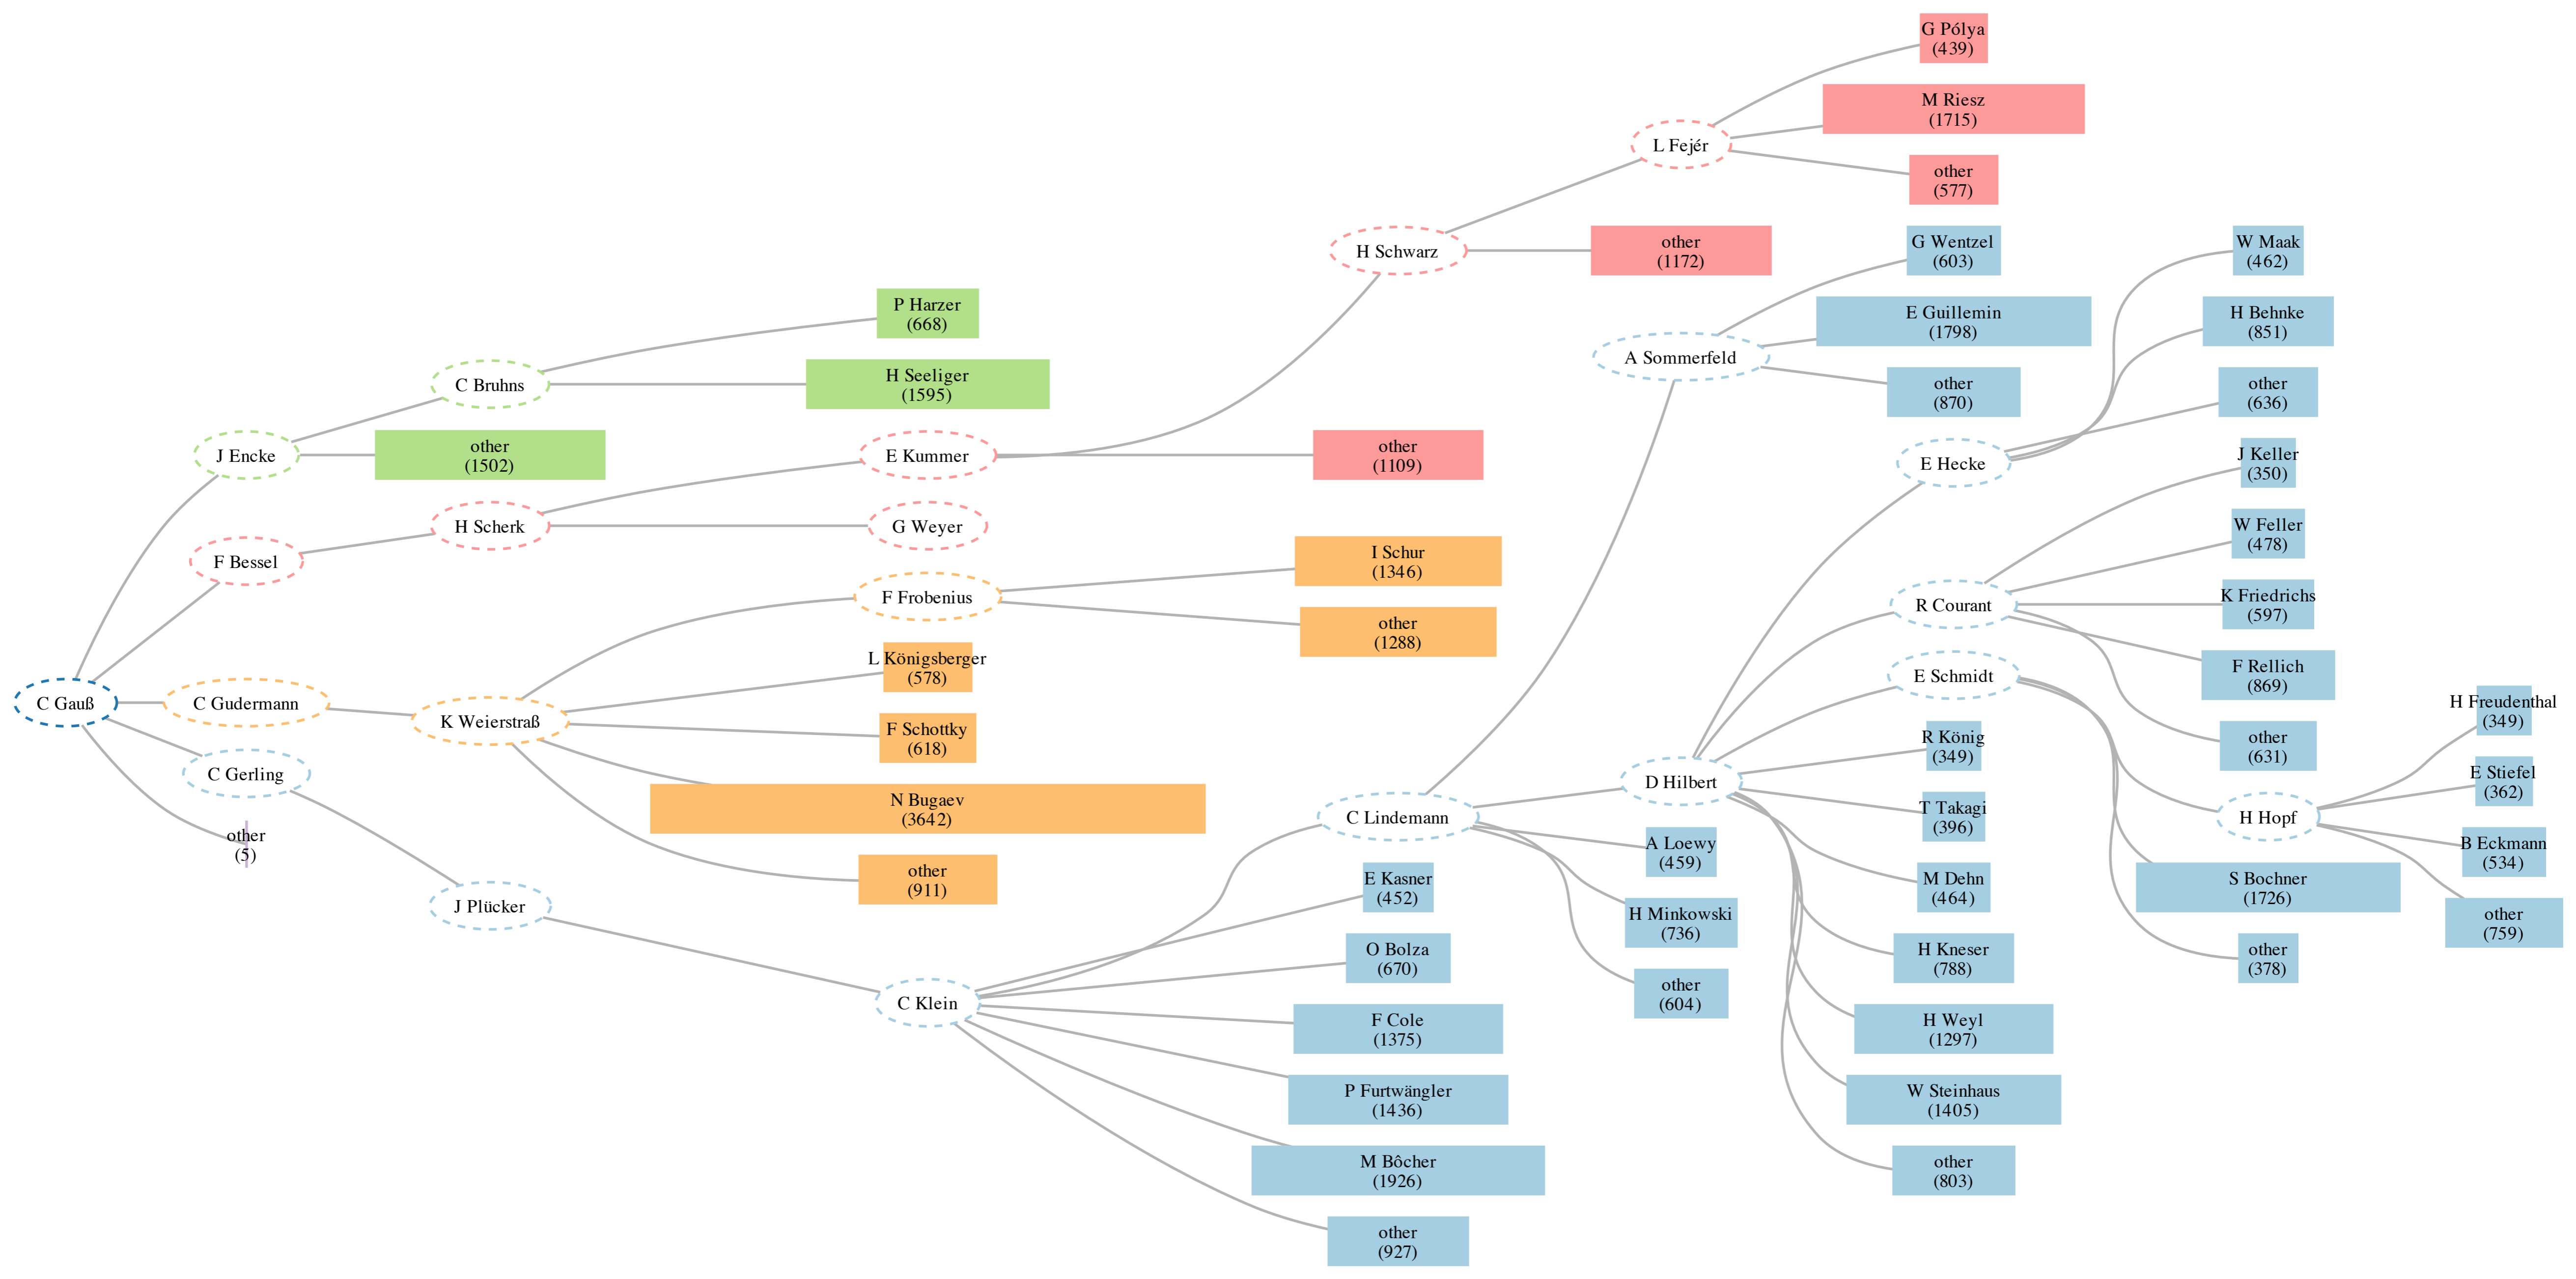 C Gauß
J Encke
C Bruhns
P Harzer
(668)
H Seeliger
(1595)
other
(1502)
F Bessel
H Scherk
E Kummer
H Schwarz
L Fejér
G Pólya
(439)
M Riesz
(1715)
other
(577)
other
(1172)
other
(1109)
G Weyer
C Gudermann
K Weierstraß
F Frobenius
I Schur
(1346)
other
(1288)
L Königsberger
(578)
F Schottky
(618)
N Bugaev
(3642)
other
(911)
C Gerling
J Plücker
C Klein
C Lindemann
A Sommerfeld
G Wentzel
(603)
E Guillemin
(1798)
other
(870)
D Hilbert
E Hecke
W Maak
(462)
H Behnke
(851)
other
(636)
R Courant
J Keller
(350)
W Feller
(478)
K Friedrichs
(597)
F Rellich
(869)
other
(631)
E Schmidt
H Hopf
H Freudenthal
(349)
E Stiefel
(362)
B Eckmann
(534)
other
(759)
S Bochner
(1726)
other
(378)
R König
(349)
T Takagi
(396)
M Dehn
(464)
H Kneser
(788)
H Weyl
(1297)
W Steinhaus
(1405)
other
(803)
A Loewy
(459)
H Minkowski
(736)
other
(604)
E Kasner
(452)
O Bolza
(670)
F Cole
(1375)
P Furtwängler
(1436)
M Bôcher
(1926)
other
(927)
other
(5)